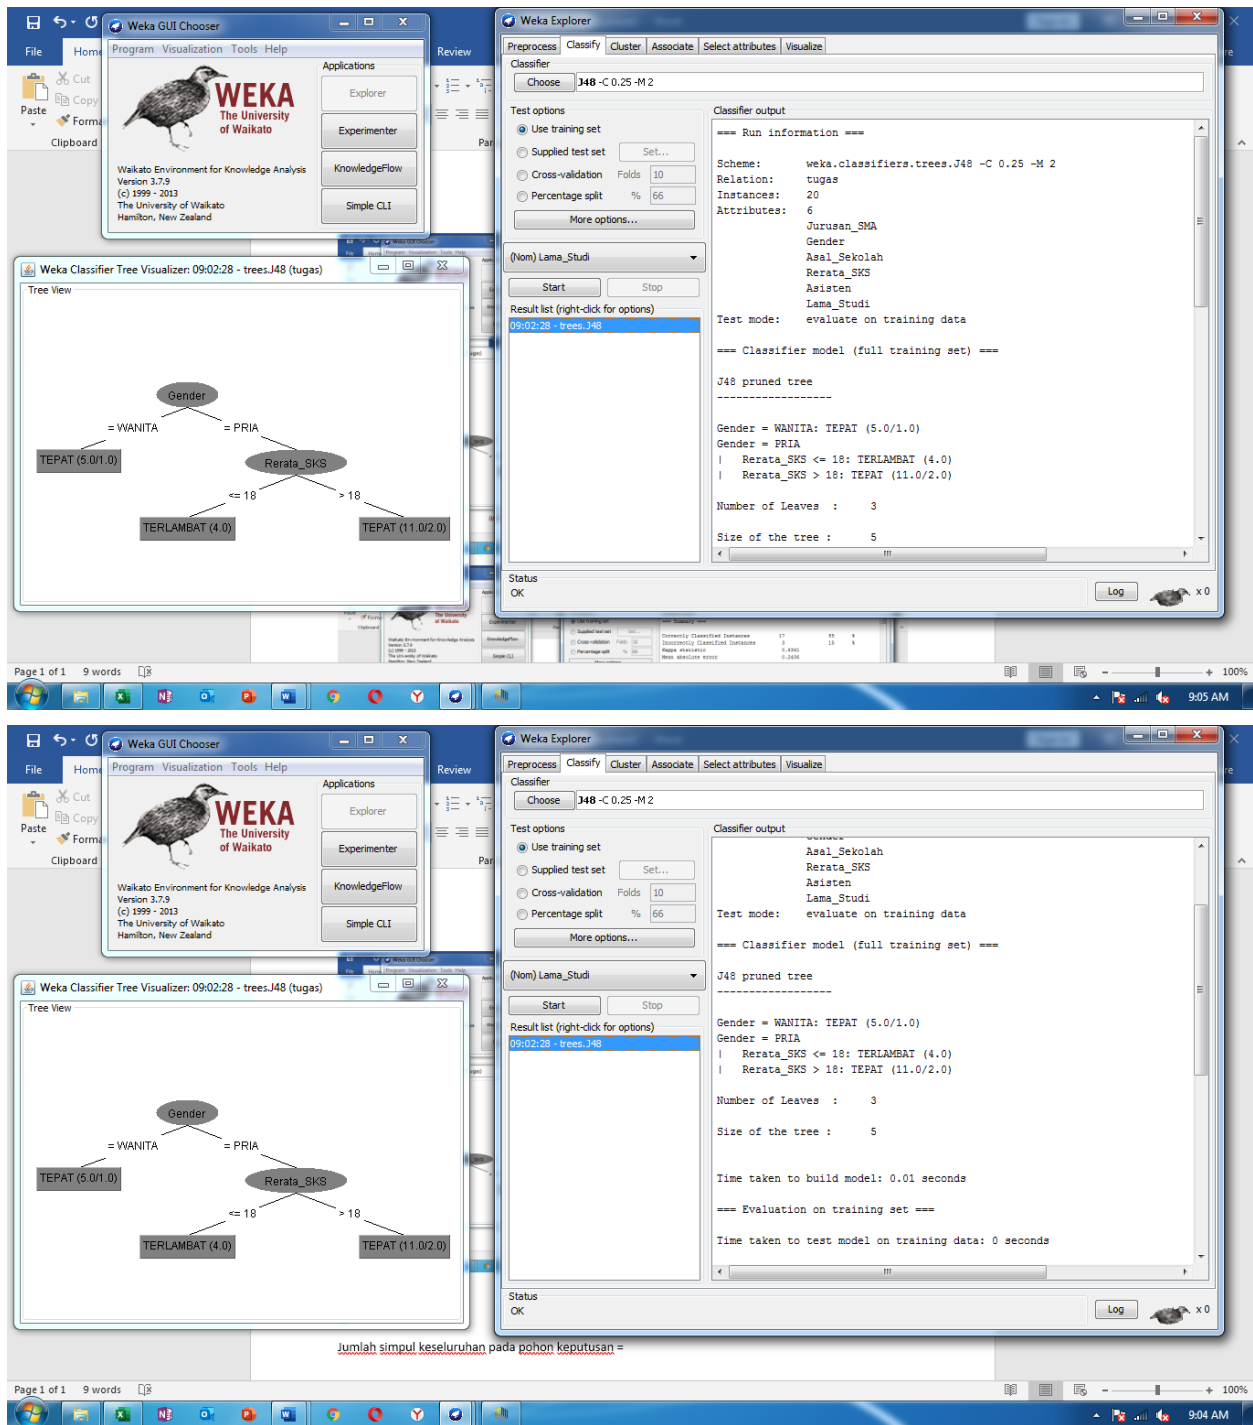 Weka GUI Chooser
Program Visualization Tools Help
Applications
WEKA
The University
of Waikato
Explorer
Experimenter
KnowledgeFlow
Simple CLI
Waikato Environment for Knowledge Analysis
Version 3.7.9
(c) 1999 - 2013
The University of Waikato
Hamilton, New Zealand
File
Home
Review
Cut
Copy
Paste
Forma
Clipboard
Par
Weka Classifier Tree Visualizer: 09:02:28 - trees.J48 (tugas)
Tree View
Gender
= WANITA
= PRIA
TEPAT (5.0/1.0)
Rerata_SKS
<= 18
> 18
TERLAMBAT (4.0)
TEPAT (11.0/2.0)
Weka Explorer
Preprocess Classify Cluster Associate Select attributes Visualize
Classifier
Choose J48 -C 0.25 -M 2
Test options
Use training set
Supplied test set Set...
Cross-validation Folds 10
Percentage split % 66
More options...
(Nom) Lama_Studi
Start Stop
Result list (right-click for options)
09:02:28 - trees.J48
Classifier output
=== Run information ===
Scheme: weka.classifiers.trees.J48 -C 0.25 -M 2
Relation: tugas
Instances: 20
Attributes: 6
Jurusan_SMA
Gender
Asal_Sekolah
Rerata_SKS
Asisten
Lama_Studi
Test mode: evaluate on training data
=== Classifier model (full training set) ===
J48 pruned tree
------------------
Gender = WANITA: TEPAT (5.0/1.0)
Gender = PRIA
| Rerata_SKS <= 18: TERLAMBAT (4.0)
| Rerata_SKS > 18: TEPAT (11.0/2.0)
Number of Leaves : 3
Size of the tree : 5
Status
OK
Log x 0
Page 1 of 1 9 words
100%
9:05 AM
Weka GUI Chooser
Program Visualization Tools Help
Applications
WEKA
The University
of Waikato
Explorer
Experimenter
KnowledgeFlow
Simple CLI
Waikato Environment for Knowledge Analysis
Version 3.7.9
(c) 1999 - 2013
The University of Waikato
Hamilton, New Zealand
File
Home
Review
Cut
Copy
Paste
Forma
Clipboard
Par
Weka Classifier Tree Visualizer: 09:02:28 - trees.J48 (tugas)
Tree View
Gender
= WANITA
= PRIA
TEPAT (5.0/1.0)
Rerata_SKS
<= 18
> 18
TERLAMBAT (4.0)
TEPAT (11.0/2.0)
Weka Explorer
Preprocess Classify Cluster Associate Select attributes Visualize
Classifier
Choose J48 -C 0.25 -M 2
Test options
Use training set
Supplied test set Set...
Cross-validation Folds 10
Percentage split % 66
More options...
(Nom) Lama_Studi
Start Stop
Result list (right-click for options)
09:02:28 - trees.J48
Classifier output
Gender
Asal_Sekolah
Rerata_SKS
Asisten
Lama_Studi
Test mode: evaluate on training data
=== Classifier model (full training set) ===
J48 pruned tree
------------------
Gender = WANITA: TEPAT (5.0/1.0)
Gender = PRIA
| Rerata_SKS <= 18: TERLAMBAT (4.0)
| Rerata_SKS > 18: TEPAT (11.0/2.0)
Number of Leaves : 3
Size of the tree : 5
Time taken to build model: 0.01 seconds
=== Evaluation on training set ===
Time taken to test model on training data: 0 seconds
Status
OK
Log x 0
Jumlah simpul keseluruhan pada pohon keputusan =
Page 1 of 1 9 words
100%
9:04 AM